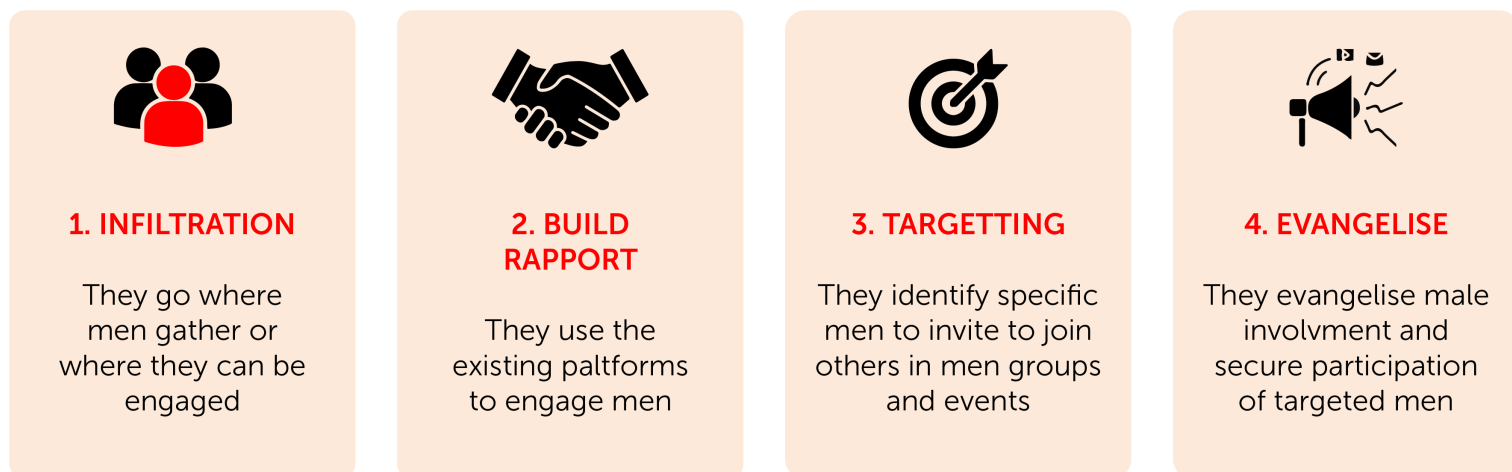 1. INFILTRATION
They go where
men gather or
where they can be
engaged
2. BUILD
RAPPORT
They use the
existing paltforms
to engage men
3. TARGETTING
They identify specific
men to invite to join
others in men groups
and events
4. EVANGELISE
They evangelise male
involvment and
secure participation
of targeted men